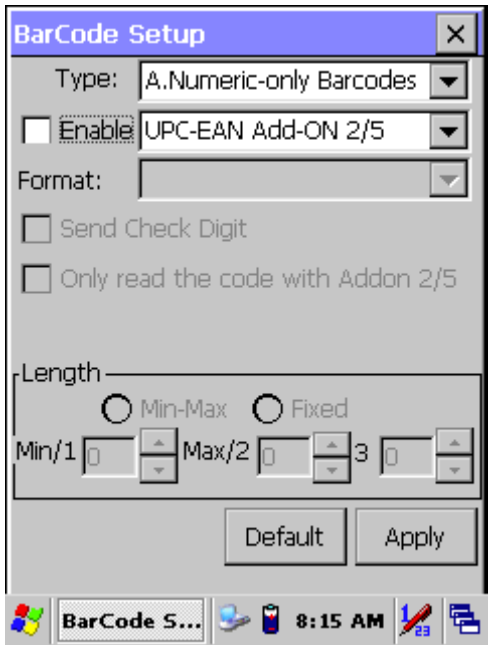 BarCode Setup
Type: A.Numeric-only Barcodes
Enable UPC-EAN Add-ON 2/5
Format:
Send Check Digit
Only read the code with Addon 2/5
Length
Min-Max Fixed
Min/1 0 Max/2 0 3 0
Default Apply
BarCode S... 8:15 AM 1/23